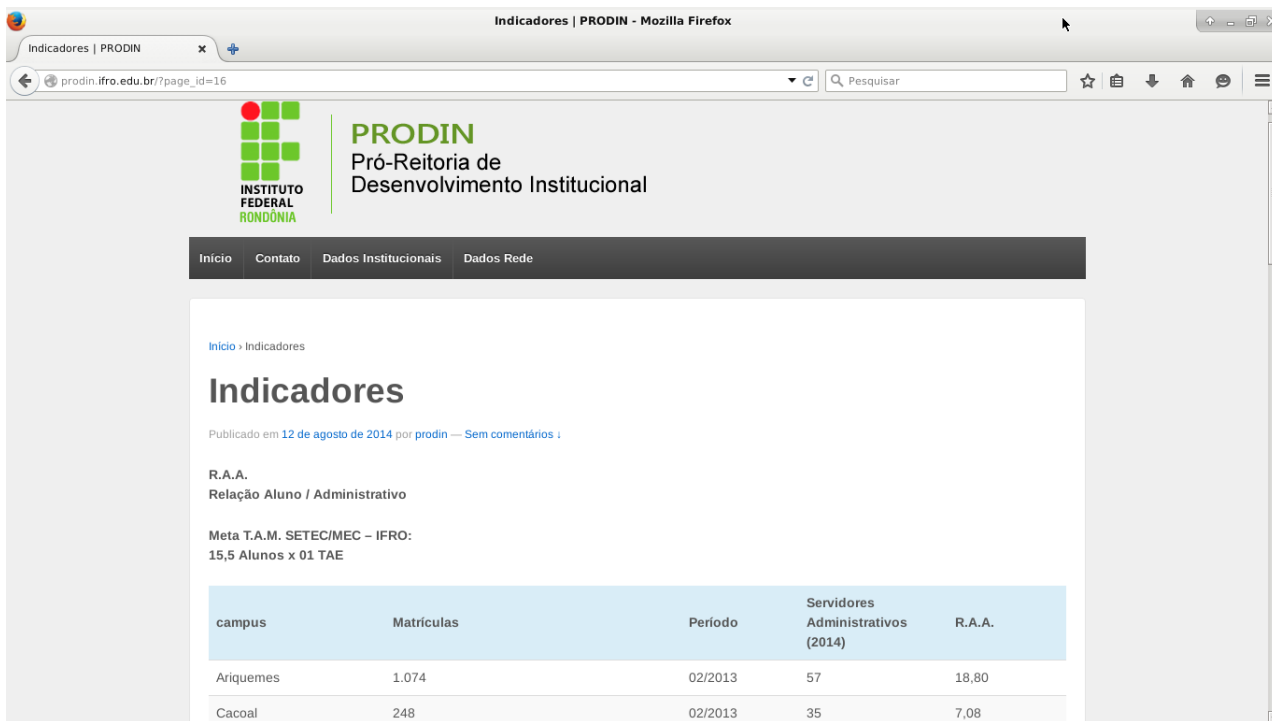 Indicadores | PRODIN - Mozilla Firefox
Indicadores | PRODIN
prodin.ifro.edu.br/?page_id=16
Pesquisar
INSTITUTO
FEDERAL
RONDÔNIA
PRODIN
Pró-Reitoria de
Desenvolvimento Institucional
Início Contato Dados Institucionais Dados Rede
Início › Indicadores
Indicadores
Publicado em 12 de agosto de 2014 por prodin — Sem comentários ↓
R.A.A.
Relação Aluno / Administrativo
Meta T.A.M. SETEC/MEC – IFRO:
15,5 Alunos x 01 TAE
campus Matrículas Período Servidores Administrativos (2014) R.A.A.
Ariquemes 1.074 02/2013 57 18,80
Cacoal 248 02/2013 35 7,08